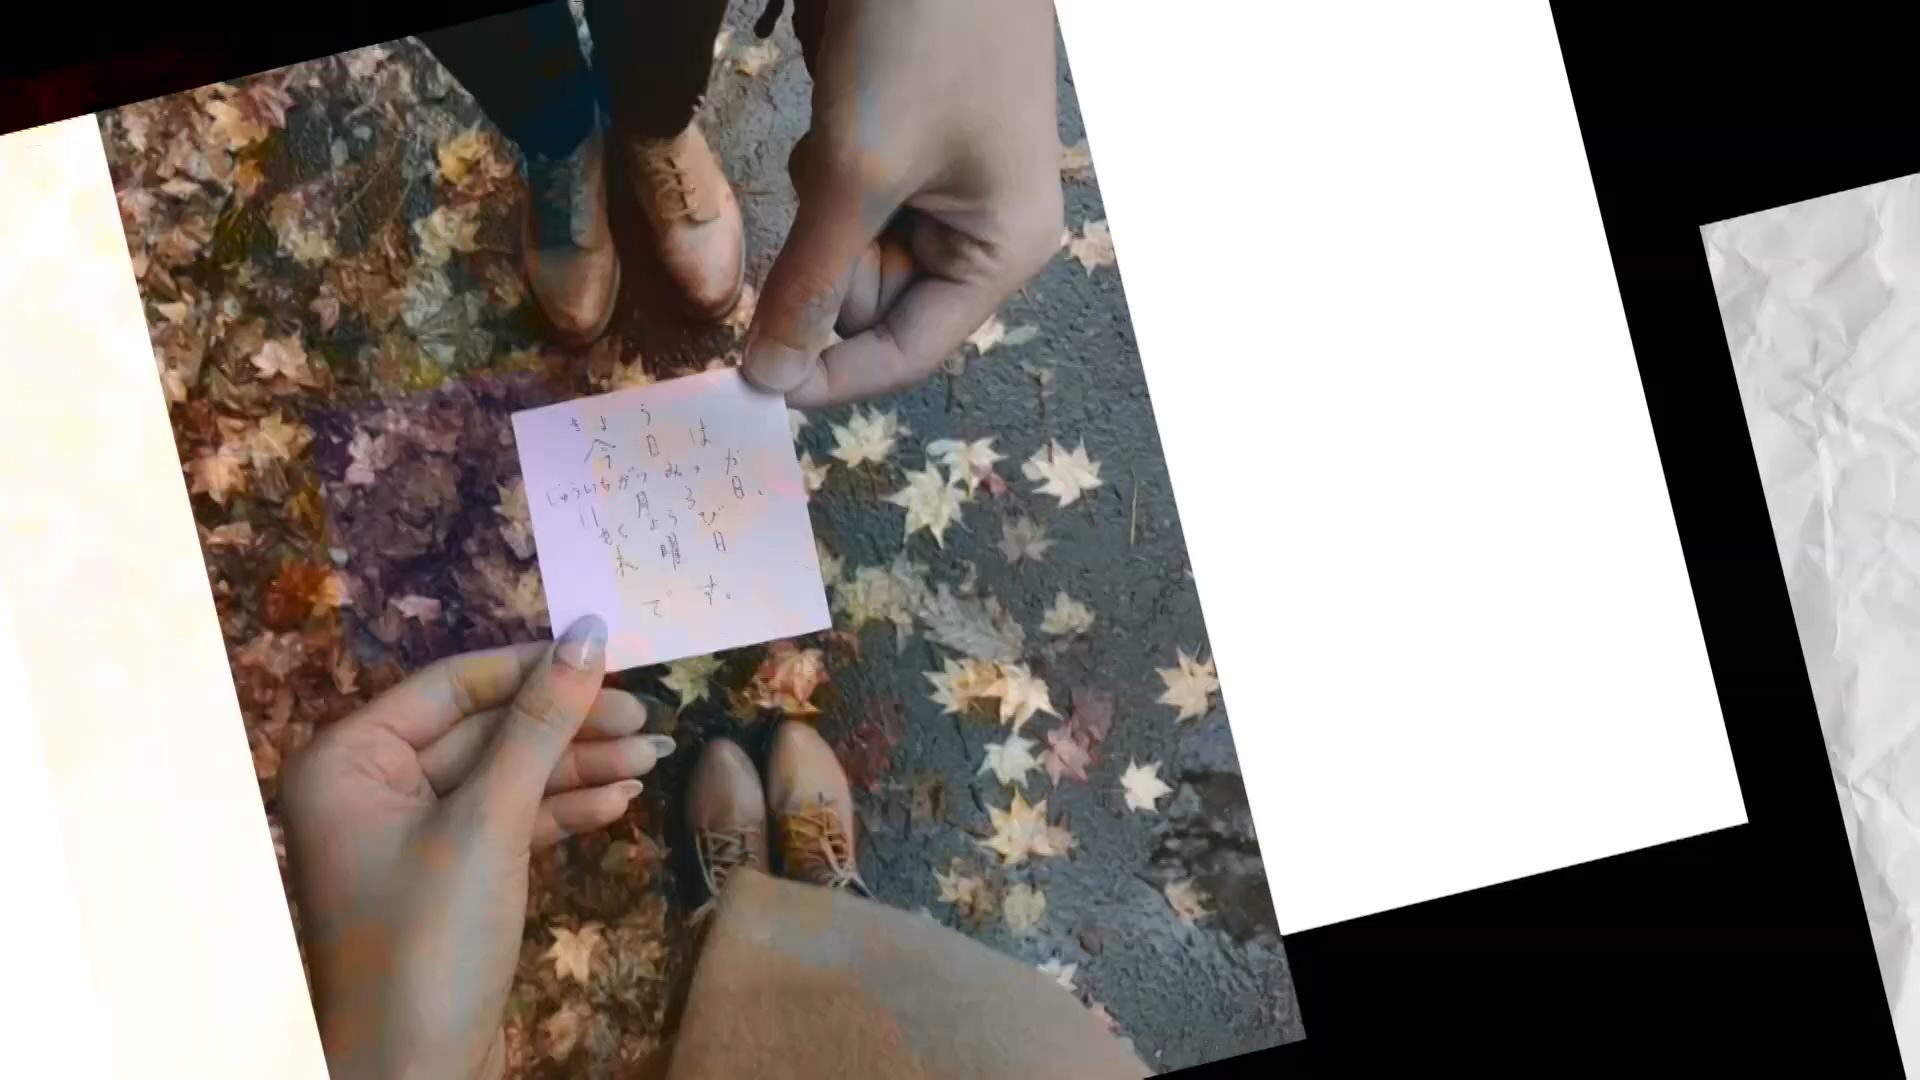 きょう
今日は
じゅういちがつみっか
11月3日、
もくようび
木曜日
です。